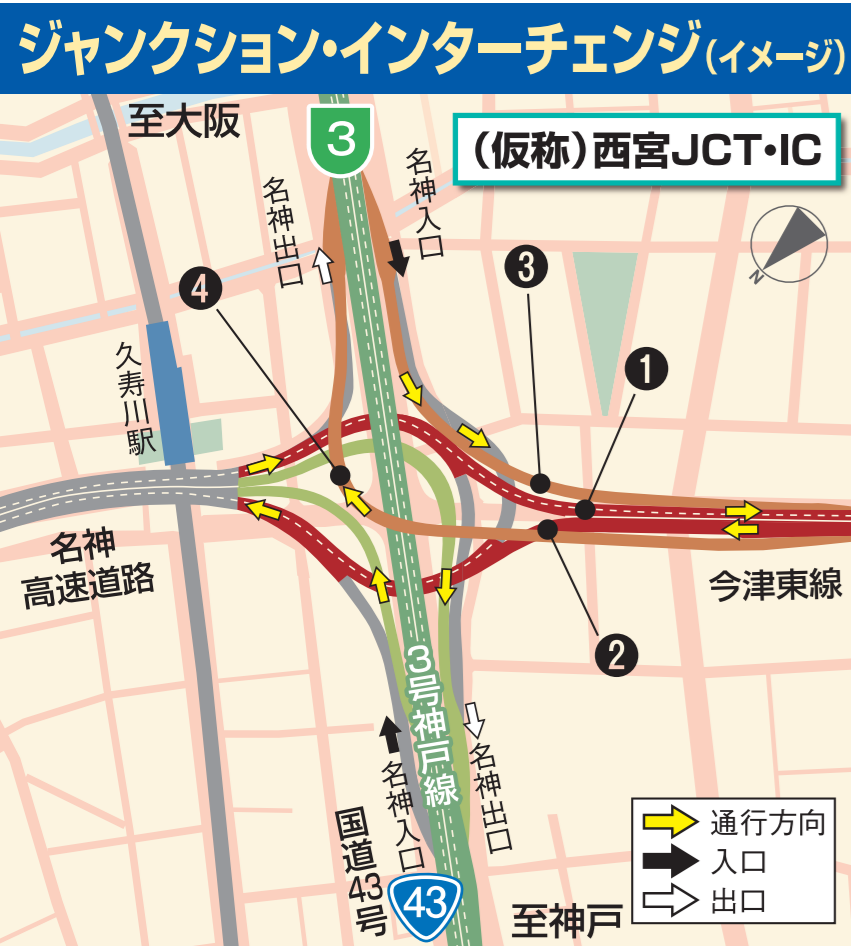 ジャンクション・インターチェンジ(イメージ)
至大阪
3
(仮称)西宮JCT・IC
名神出口
名神入口
N
4
3
1
久寿川駅
名神
高速道路
今津東線
2
3号神戸線
名神入口
名神出口
国道43号
43
至神戸
通行方向
入口
出口